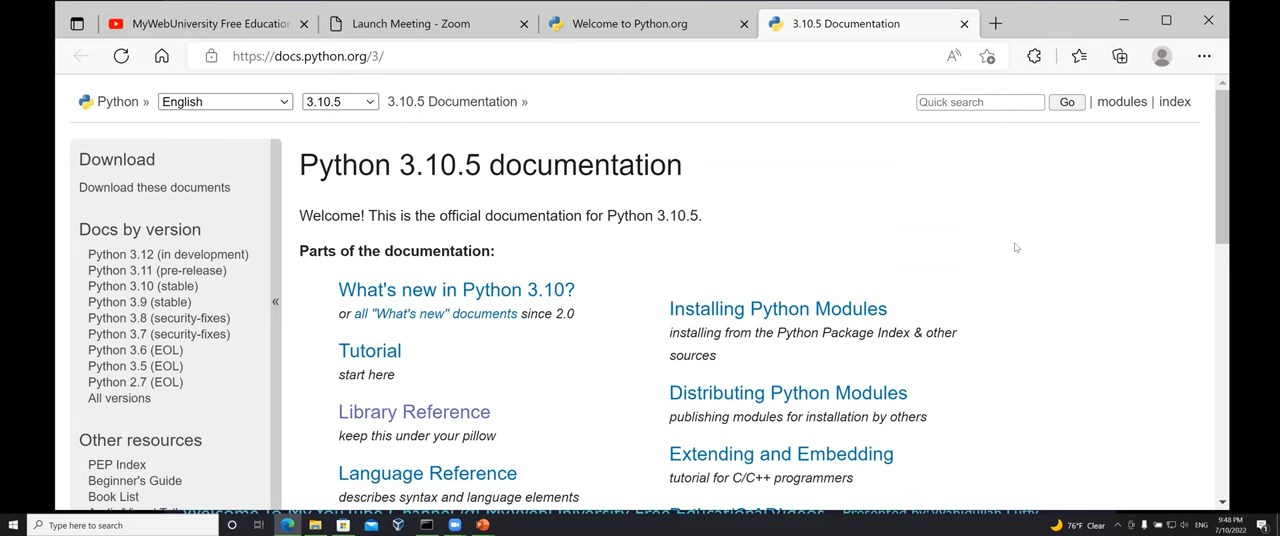 MyWebUniversity Free Education
Launch Meeting - Zoom
Welcome to Python.org
3.10.5 Documentation
https://docs.python.org/3/
Python »
English
3.10.5
3.10.5 Documentation »
Quick search
Go
| modules | index
Download
Download these documents
Docs by version
Python 3.12 (in development)
Python 3.11 (pre-release)
Python 3.10 (stable)
Python 3.9 (stable)
Python 3.8 (security-fixes)
Python 3.7 (security-fixes)
Python 3.6 (EOL)
Python 3.5 (EOL)
Python 2.7 (EOL)
All versions
Other resources
PEP Index
Beginner's Guide
Book List
«
Python 3.10.5 documentation
Welcome! This is the official documentation for Python 3.10.5.
Parts of the documentation:
What's new in Python 3.10?
or all "What's new" documents since 2.0
Tutorial
start here
Library Reference
keep this under your pillow
Language Reference
describes syntax and language elements
Installing Python Modules
installing from the Python Package Index & other
sources
Distributing Python Modules
publishing modules for installation by others
Extending and Embedding
tutorial for C/C++ programmers
Type here to search
76°F Clear
ENG
9:48 PM
7/10/2022